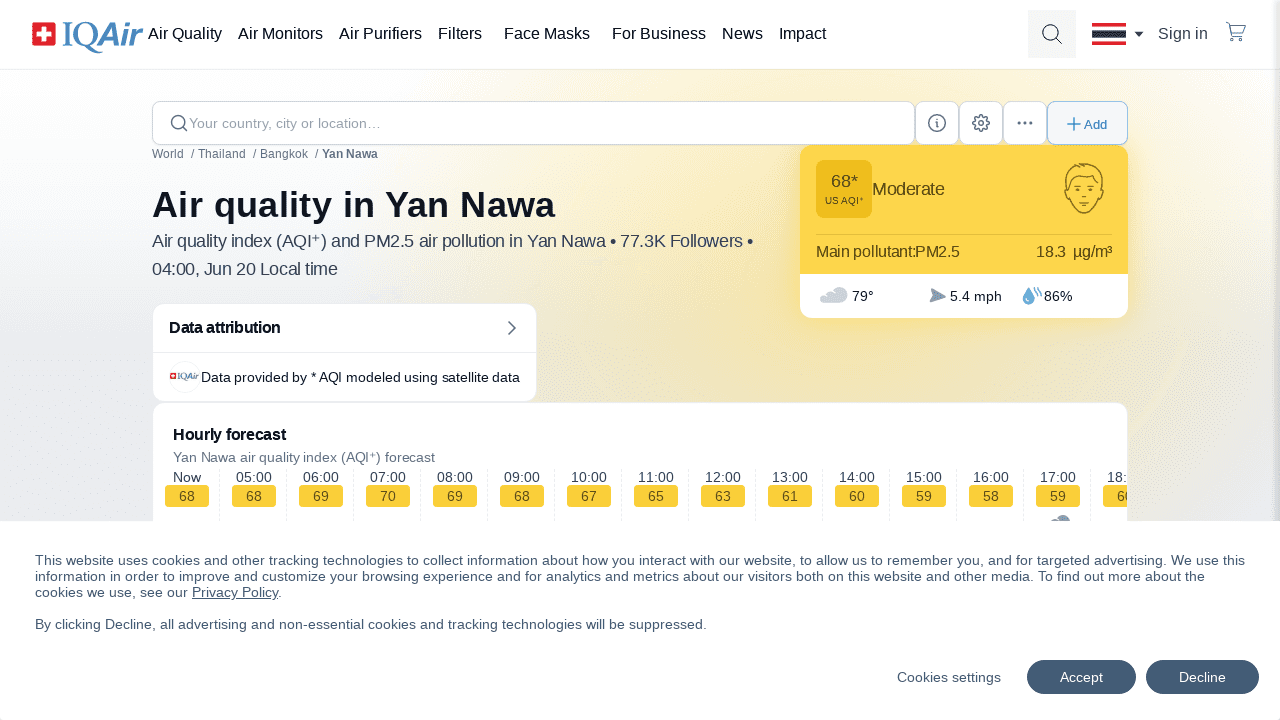 IQAir Air Quality Air Monitors Air Purifiers Filters Face Masks For Business News Impact Sign in
Your country, city or location…
Add
World / Thailand / Bangkok / Yan Nawa
Air quality in Yan Nawa
Air quality index (AQI⁺) and PM2.5 air pollution in Yan Nawa • 77.3K Followers •
04:00, Jun 20 Local time
68*
US AQI⁺
Moderate
Main pollutant:PM2.5 18.3 µg/m³
79° 5.4 mph 86%
Data attribution
IQAir Data provided by * AQI modeled using satellite data
Hourly forecast
Yan Nawa air quality index (AQI⁺) forecast
Now 05:00 06:00 07:00 08:00 09:00 10:00 11:00 12:00 13:00 14:00 15:00 16:00 17:00
68 68 69 70 69 68 67 65 63 61 60 59 58 59
This website uses cookies and other tracking technologies to collect information about how you interact with our website, to allow us to remember you, and for targeted advertising. We use this
information in order to improve and customize your browsing experience and for analytics and metrics about our visitors both on this website and other media. To find out more about the
cookies we use, see our Privacy Policy.
By clicking Decline, all advertising and non-essential cookies and tracking technologies will be suppressed.
Cookies settings Accept Decline